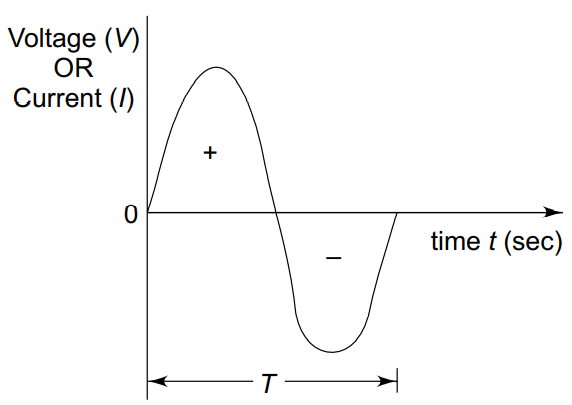 Voltage (V)
OR
Current (I)
+
0
time t (sec)
–
T